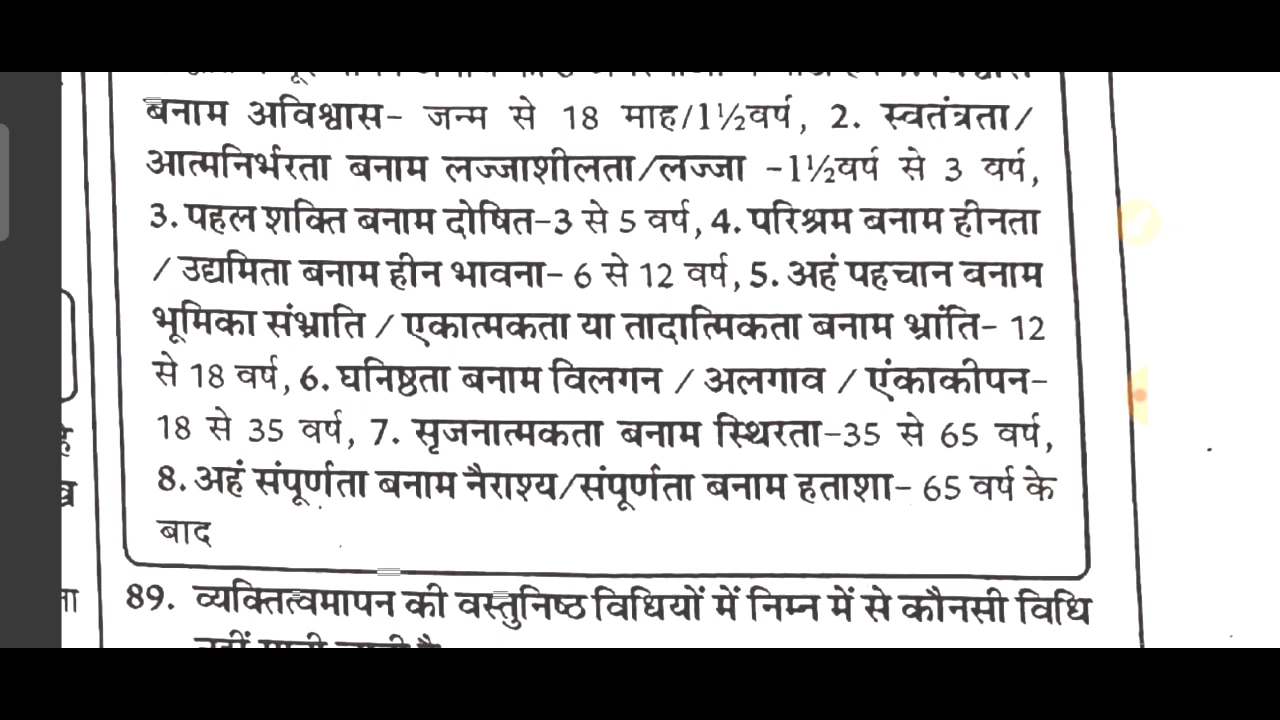 बनाम अविश्वास- जन्म से 18 माह/1½वर्ष, 2. स्वतंत्रता/
आत्मनिर्भरता बनाम लज्जाशीलता/लज्जा -1½वर्ष से 3 वर्ष,
3. पहल शक्ति बनाम दोषित-3 से 5 वर्ष, 4. परिश्रम बनाम हीनता
/ उद्यमिता बनाम हीन भावना- 6 से 12 वर्ष, 5. अहं पहचान बनाम
भूमिका संभ्राति / एकात्मकता या तादात्मिकता बनाम भ्रांति- 12
से 18 वर्ष, 6. घनिष्ठता बनाम विलगन / अलगाव / एंकाकीपन-
18 से 35 वर्ष, 7. सृजनात्मकता बनाम स्थिरता-35 से 65 वर्ष,
8. अहं संपूर्णता बनाम नैराश्य/संपूर्णता बनाम हताशा- 65 वर्ष के
बाद
89. व्यक्तित्वमापन की वस्तुनिष्ठ विधियों में निम्न में से कौनसी विधि